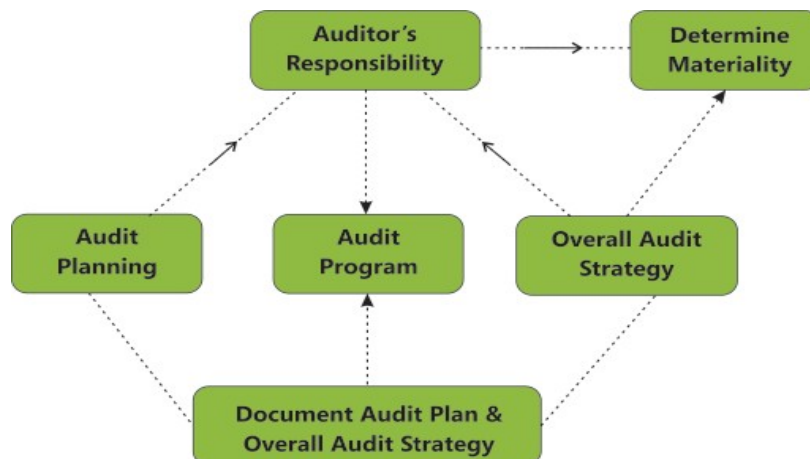 Auditor's
Responsibility
Determine
Materiality
Audit
Planning
Audit
Program
Overall Audit
Strategy
Document Audit Plan &
Overall Audit Strategy